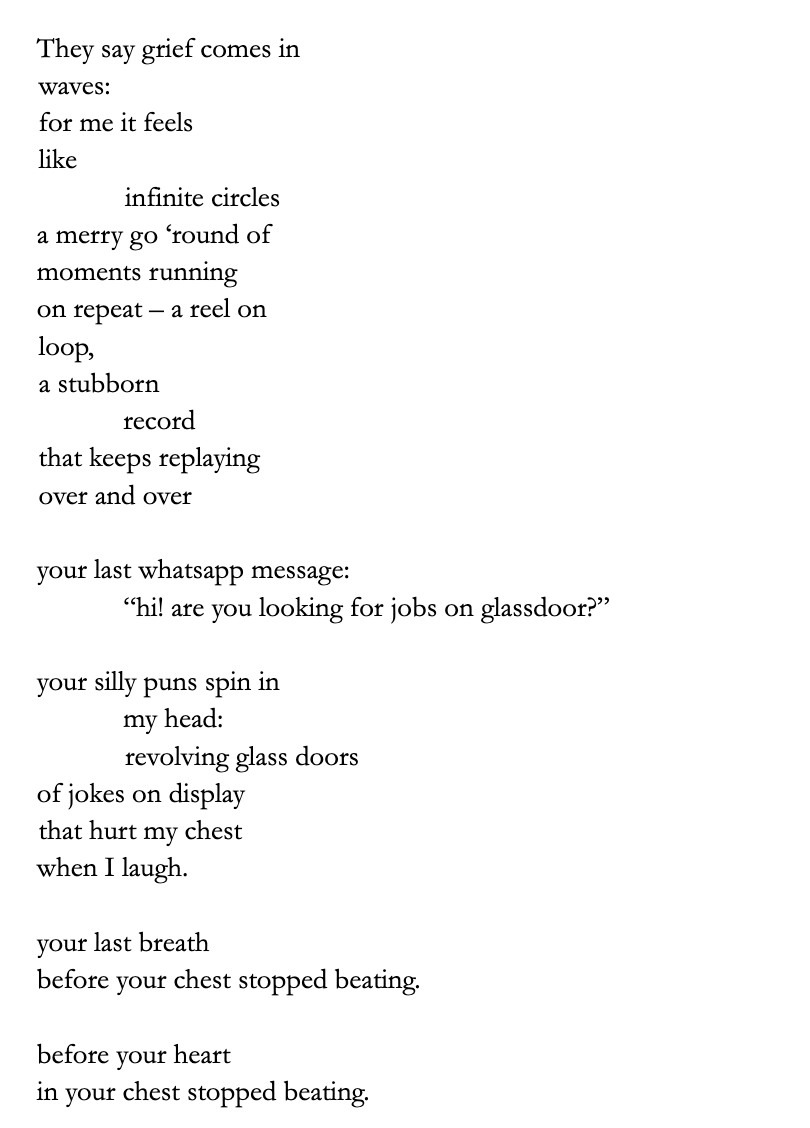 They say grief comes in
waves:
for me it feels
like
infinite circles
a merry go ‘round of
moments running
on repeat – a reel on
loop,
a stubborn
record
that keeps replaying
over and over
your last whatsapp message:
“hi! are you looking for jobs on glassdoor?”
your silly puns spin in
my head:
revolving glass doors
of jokes on display
that hurt my chest
when I laugh.
your last breath
before your chest stopped beating.
before your heart
in your chest stopped beating.